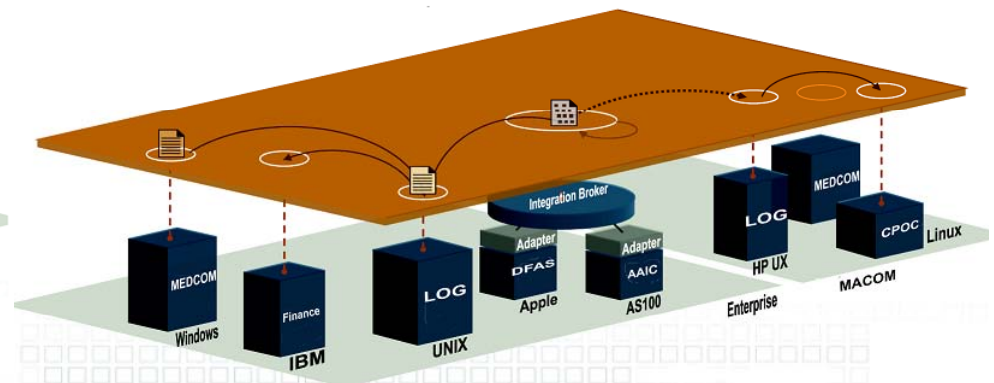 Integration Broker
MEDCOM
Windows
Finance
IBM
LOG
UNIX
Adapter
DFAS
Apple
Adapter
AAIC
AS100
Enterprise
LOG
HP UX
MEDCOM
CPOC
Linux
MACOM